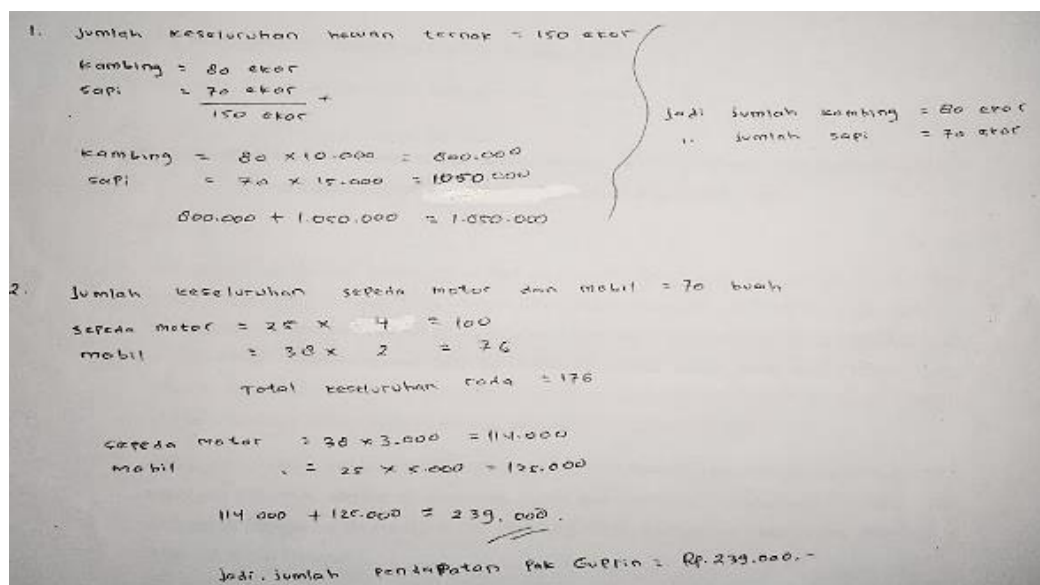 1. Jumlah keseluruhan hewan ternak = 150 ekor
kambing = 80 ekor
sapi = 70 ekor +
150 ekor
kambing = 80 x 10.000 = 800.000
sapi = 70 x 15.000 = 1050.000
800.000 + 1.050.000 = 1.850.000
Jadi jumlah kambing = 80 ekor
jumlah sapi = 70 ekor
2. Jumlah keseluruhan sepeda motor dan mobil = 70 buah
sepeda motor = 25 x 4 = 100
mobil = 38 x 2 = 76
Total keseluruhan roda = 176
sepeda motor = 38 x 3.000 = 114.000
mobil = 25 x 5.000 = 125.000
114.000 + 125.000 = 239.000.
Jadi, jumlah pendapatan Pak Guprin = Rp. 239.000.-